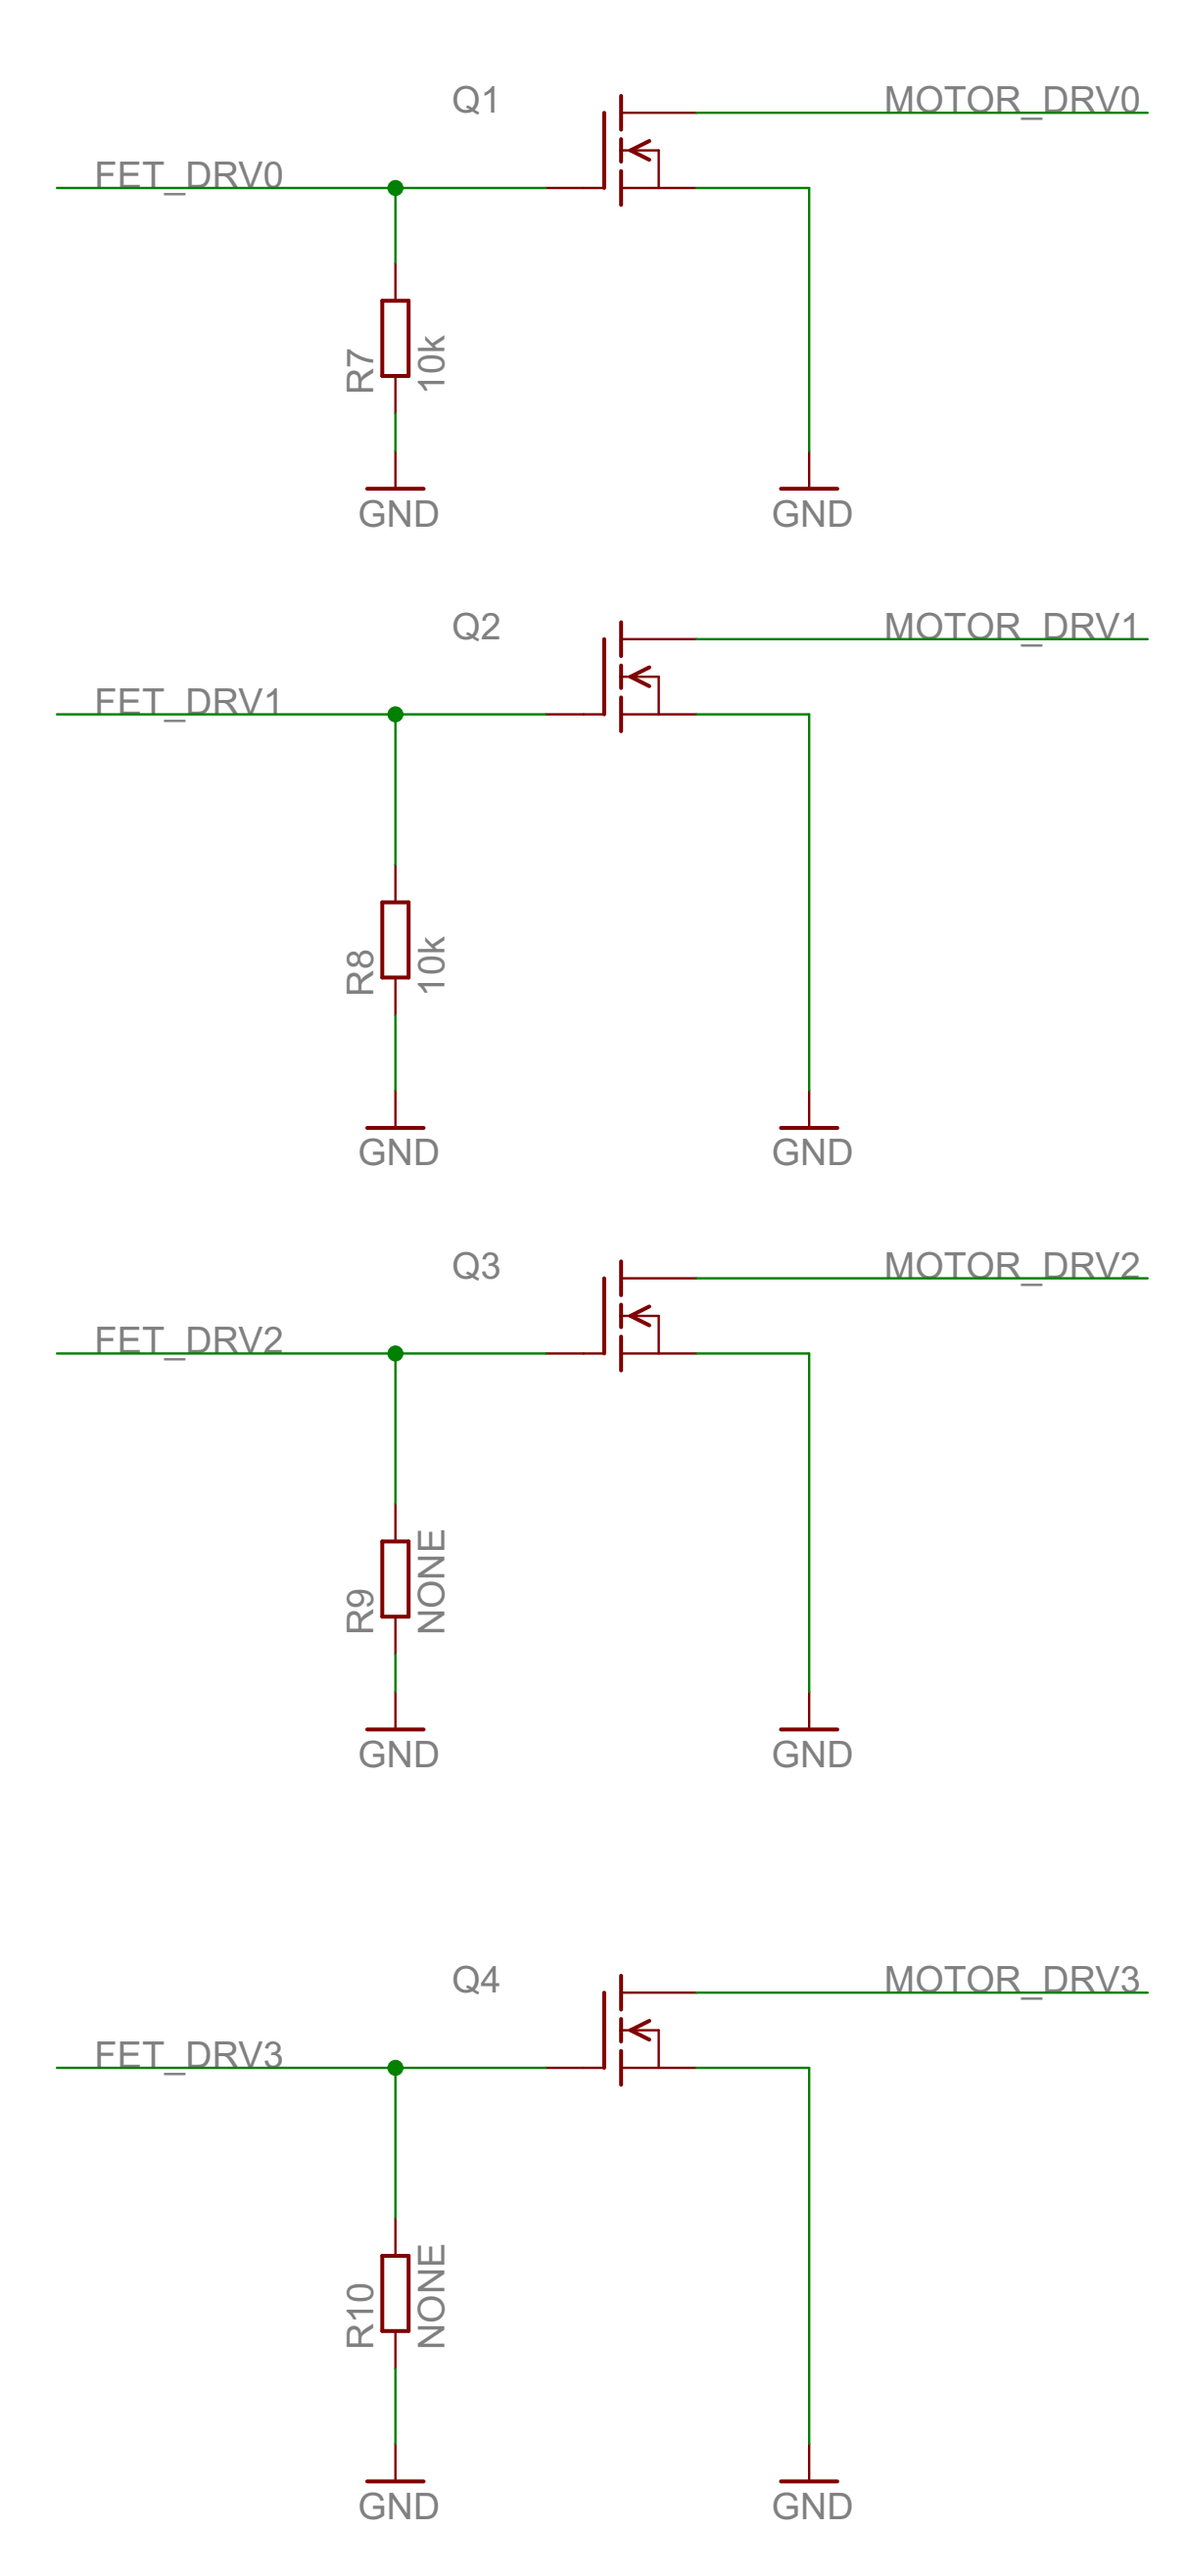 Q1
MOTOR_DRV0
FET_DRV0
R7
10k
GND
GND
Q2
MOTOR_DRV1
FET_DRV1
R8
10k
GND
GND
Q3
MOTOR_DRV2
FET_DRV2
R9
NONE
GND
GND
Q4
MOTOR_DRV3
FET_DRV3
R10
NONE
GND
GND